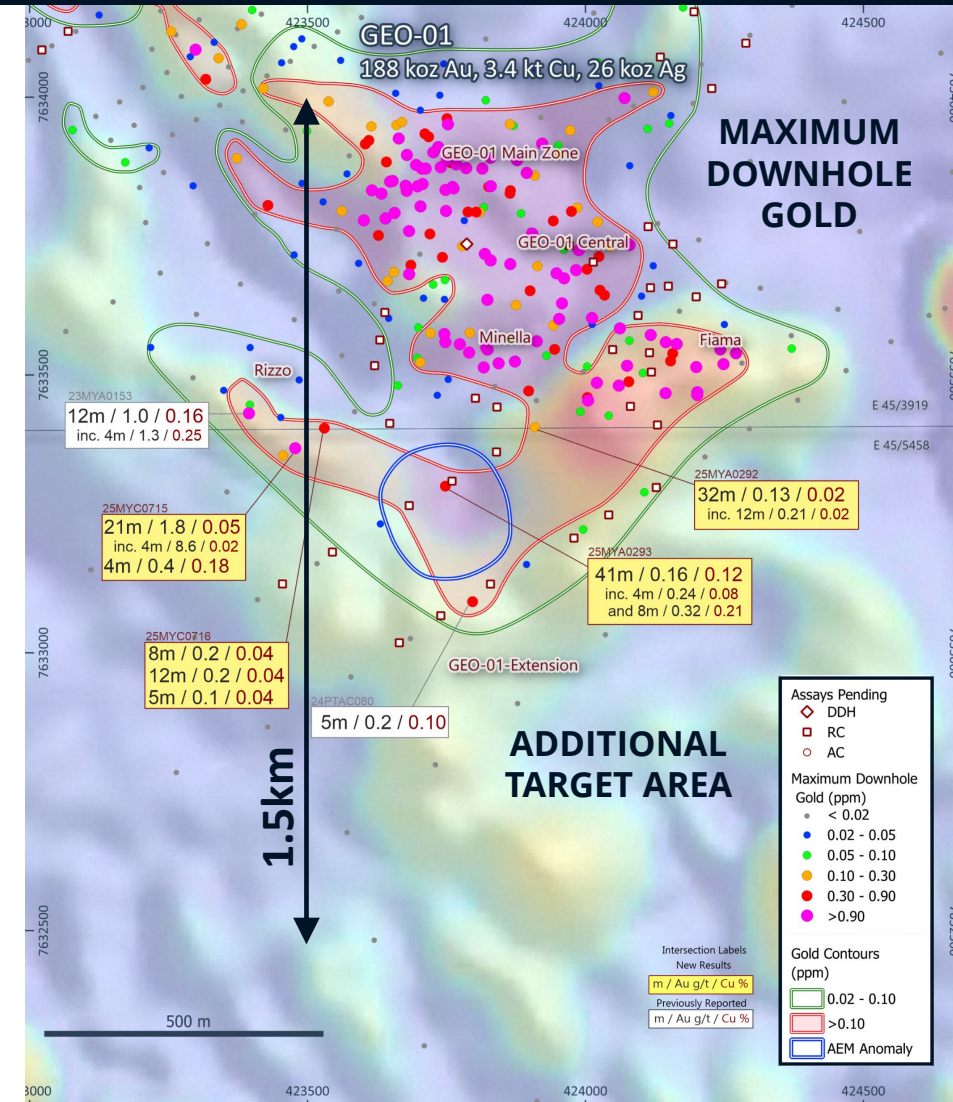 3000
423500
424000
424500
GEO-01
188 koz Au, 3.4 kt Cu, 26 koz Ag
7634000
MAXIMUM
DOWNHOLE
GOLD
GEO-01 Main Zone
GEO-01 Central
Minella
Fiama
7633500
Rizzo
23MYA0153
12m / 1.0 / 0.16
inc. 4m / 1.3 / 0.25
E 45/3919
E 45/5458
25MYA0292
32m / 0.13 / 0.02
inc. 12m / 0.21 / 0.02
25MYC0715
21m / 1.8 / 0.05
inc. 4m / 8.6 / 0.02
4m / 0.4 / 0.18
25MYA0293
41m / 0.16 / 0.12
inc. 4m / 0.24 / 0.08
and 8m / 0.32 / 0.21
25MYC0716
8m / 0.2 / 0.04
12m / 0.2 / 0.04
5m / 0.1 / 0.04
7633000
GEO-01-Extension
24PTAC080
5m / 0.2 / 0.10
ADDITIONAL
TARGET AREA
1.5km
7632500
Assays Pending
DDH
RC
AC
Maximum Downhole
Gold (ppm)
< 0.02
0.02 - 0.05
0.05 - 0.10
0.10 - 0.30
0.30 - 0.90
>0.90
Gold Contours
(ppm)
0.02 - 0.10
>0.10
AEM Anomaly
Intersection Labels
New Results
m / Au g/t / Cu %
Previously Reported
m / Au g/t / Cu %
500 m
3000
423500
424000
424500